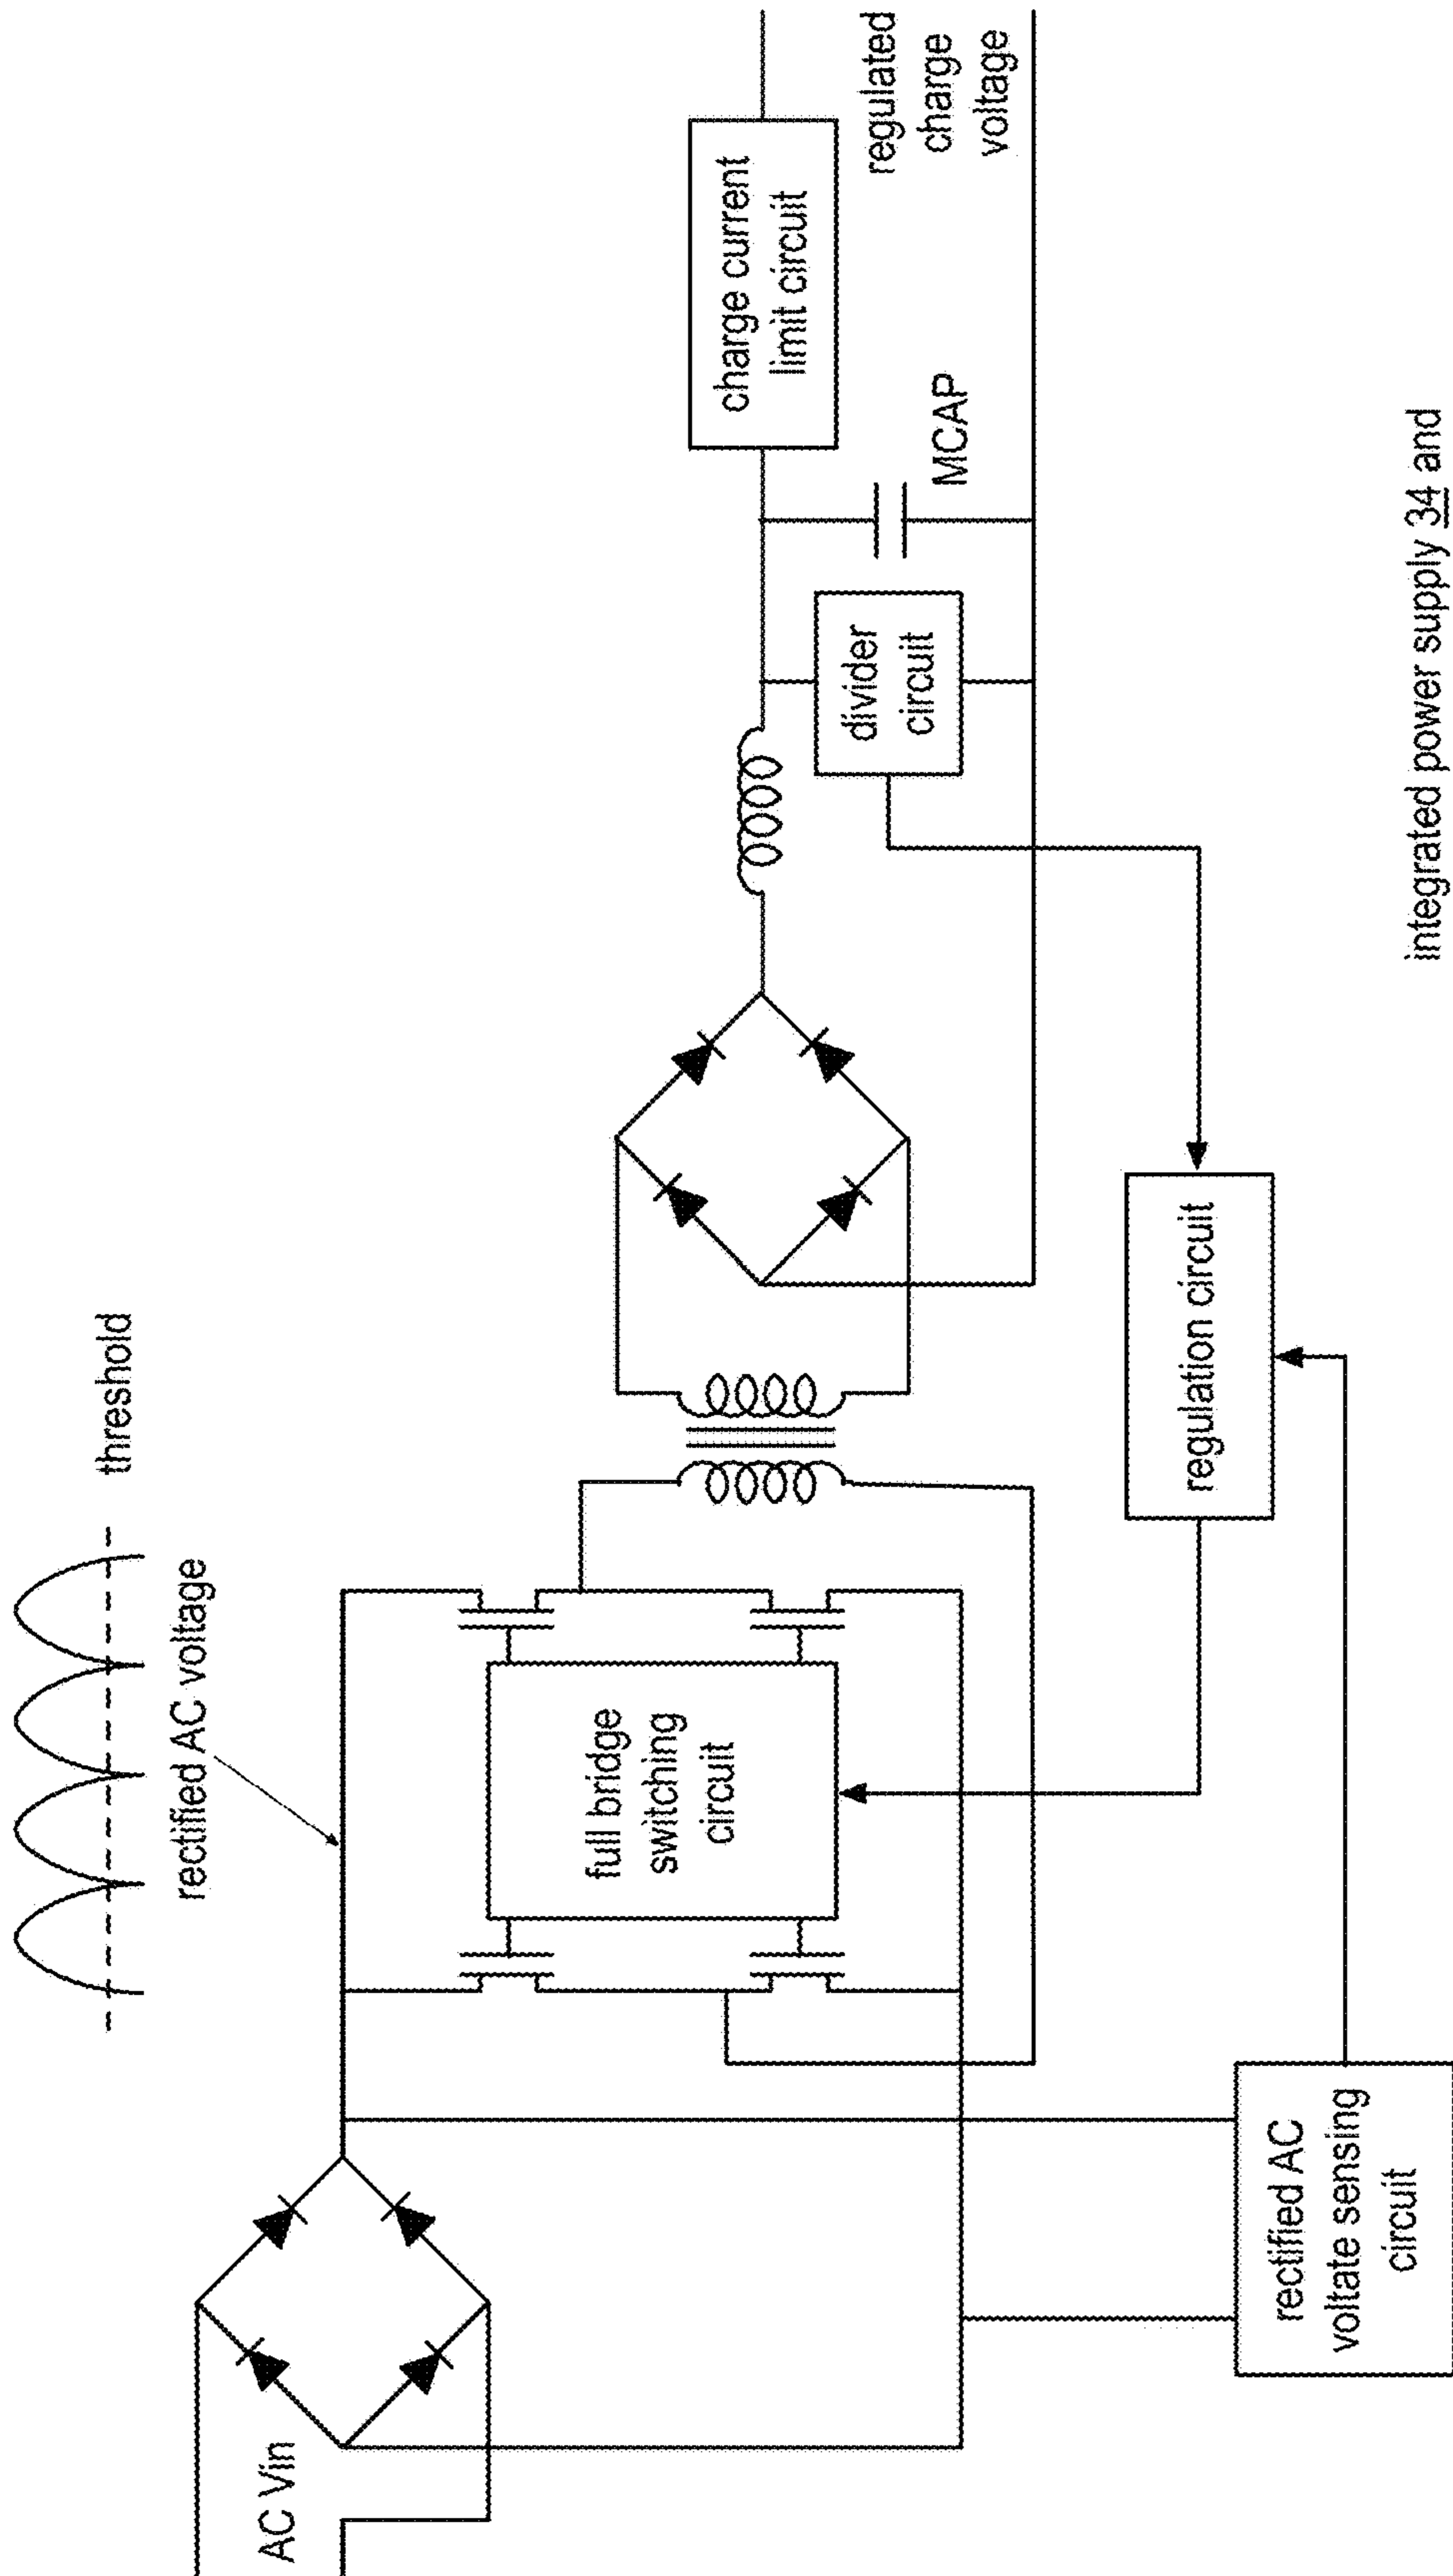 threshold
rectified AC voltage
AC Vin
full bridge
switching
circuit
rectified AC
voltate sensing
circuit
regulation circuit
divider
circuit
MCAP
charge current
limit circuit
regulated
charge
voltage
integrated power supply 34 and